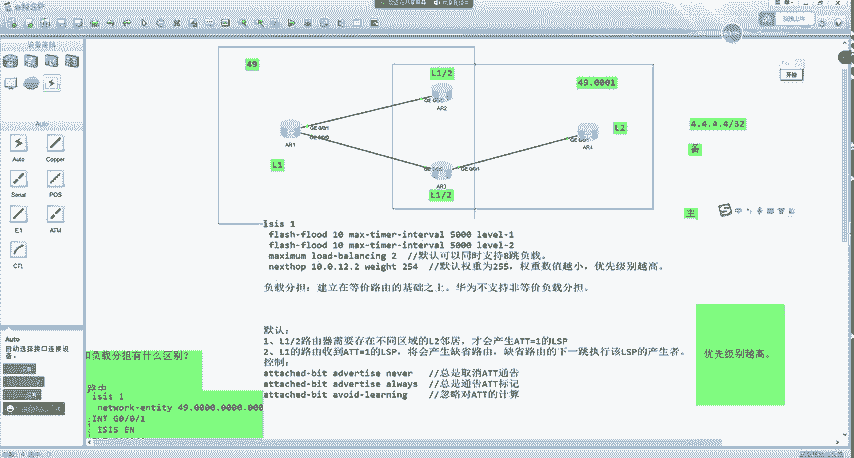 eNSP
49
L1/2
49.0001
4.4.4.4/32
开始
AR1
AR2
AR3
AR4
L2
L1
L1/2
备
主
Auto
Auto
Copper
Serial
POS
E1
ATM
CTL
isis 1
flash-flood 10 max-timer-interval 5000 level-1
flash-flood 10 max-timer-interval 5000 level-2
maximum load-balancing 2 //默认可以同时支持8跳负载。
nexthop 10.0.12.2 weight 254 //默认权重为255，权重数值越小，优先级别越高。
负载分担：建立在等价路由的基础之上。华为不支持非等价负载分担。
默认：
1、L1/2路由器需要存在不同区域的L2邻居，才会产生ATT=1的LSP
2、L1的路由收到ATT=1的LSP，将会产生缺省路由，缺省路由的下一跳执行该LSP的产生者。
控制：
attached-bit advertise never //总是取消ATT通告
attached-bit advertise always //总是通告ATT标记
attached-bit avoid-learning //忽略对ATT的计算
优先级别越高。
Auto
自动选择接口连接设备。
和负载分担有什么区别？
路由
isis 1
network-entity 49.0000.0000.000
INT G0/0/1
ISIS EN